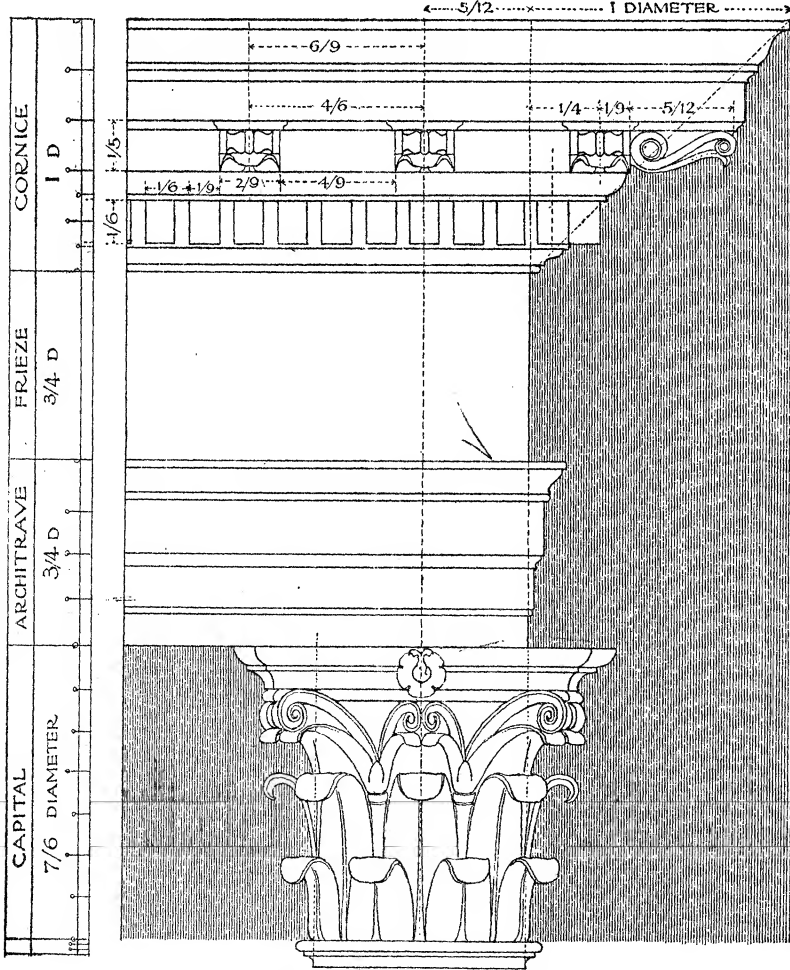 5/12
1 DIAMETER
6/9
4/6
1/4
1/9
5/12
1/5
1/6
1/9
2/9
4/9
1/6
CORNICE
1 D
FRIEZE
3/4 D
ARCHITRAVE
3/4 D
CAPITAL
7/6 DIAMETER